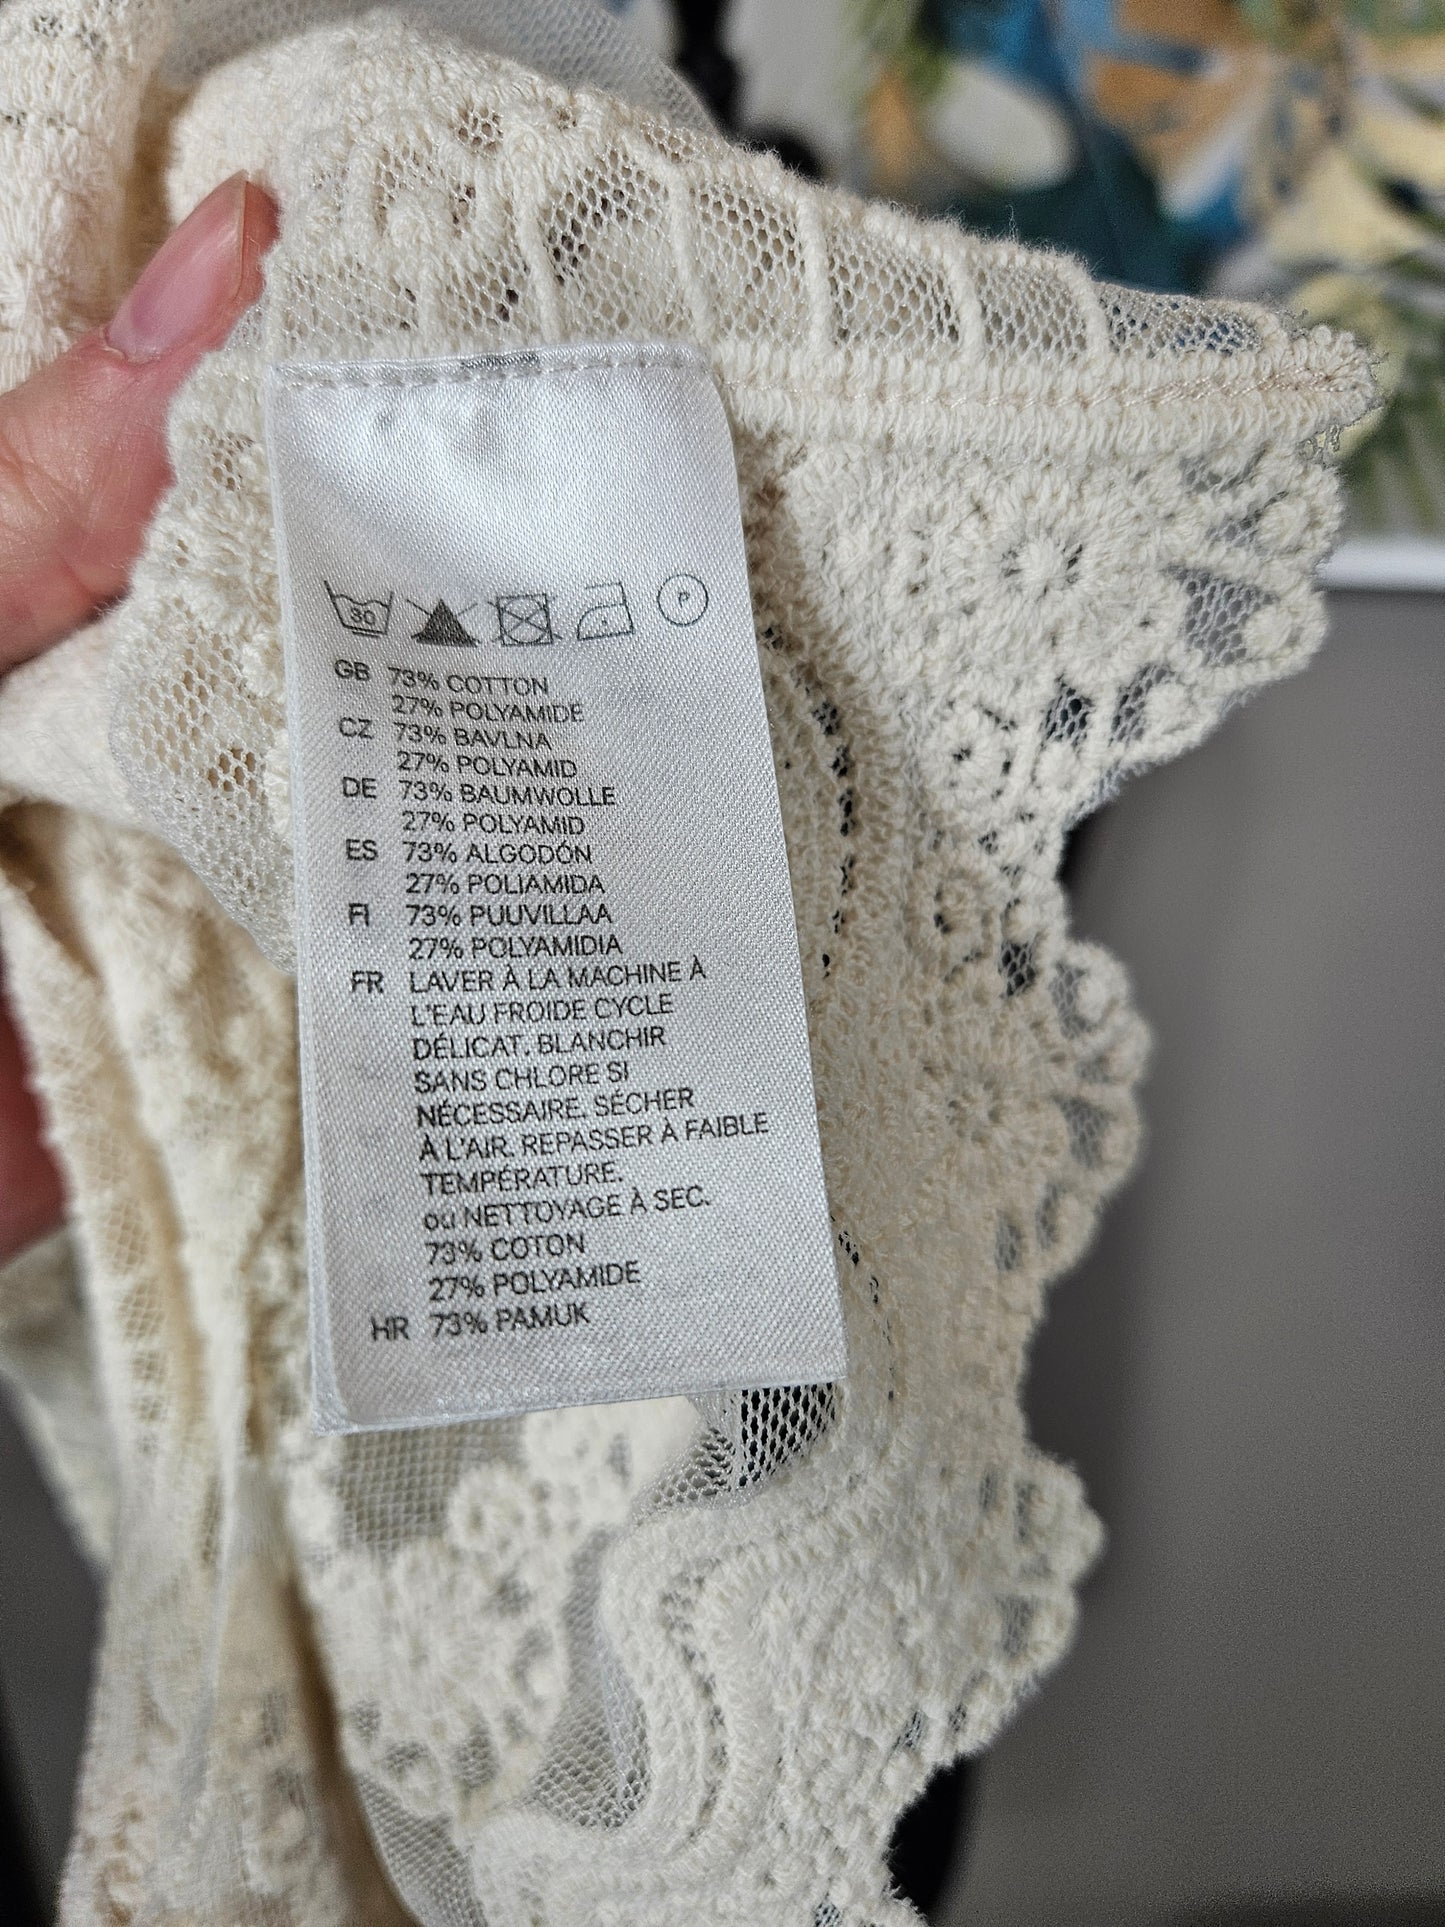 30 P
GB 73% COTTON
27% POLYAMIDE
CZ 73% BAVLNA
27% POLYAMID
DE 73% BAUMWOLLE
27% POLYAMID
ES 73% ALGODÓN
27% POLIAMIDA
FI 73% PUUVILLAA
27% POLYAMIDIA
FR LAVER À LA MACHINE À
L'EAU FROIDE CYCLE
DÉLICAT. BLANCHIR
SANS CHLORE SI
NÉCESSAIRE. SÉCHER
À L'AIR. REPASSER À FAIBLE
TEMPÉRATURE.
ou NETTOYAGE À SEC.
73% COTON
27% POLYAMIDE
HR 73% PAMUK